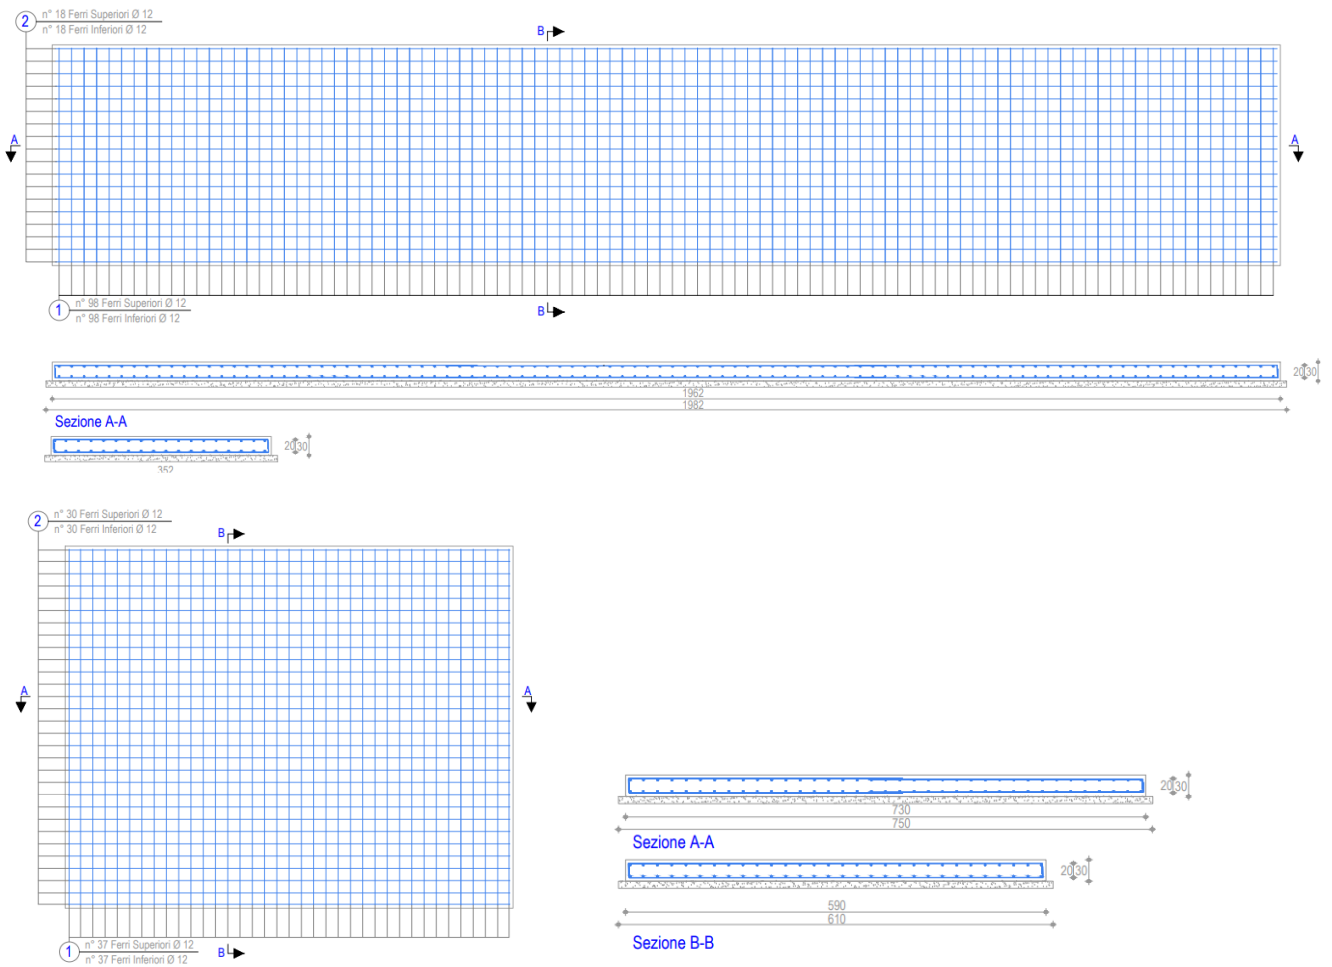 2
n° 18 Ferri Superiori Ø 12
n° 18 Ferri Inferiori Ø 12
B
A
A
1
n° 98 Ferri Superiori Ø 12
n° 98 Ferri Inferiori Ø 12
B
20 30
1962
1982
Sezione A-A
20 30
352
2
n° 30 Ferri Superiori Ø 12
n° 30 Ferri Inferiori Ø 12
B
A
A
1
n° 37 Ferri Superiori Ø 12
n° 37 Ferri Inferiori Ø 12
B
20 30
730
750
Sezione A-A
20 30
590
610
Sezione B-B